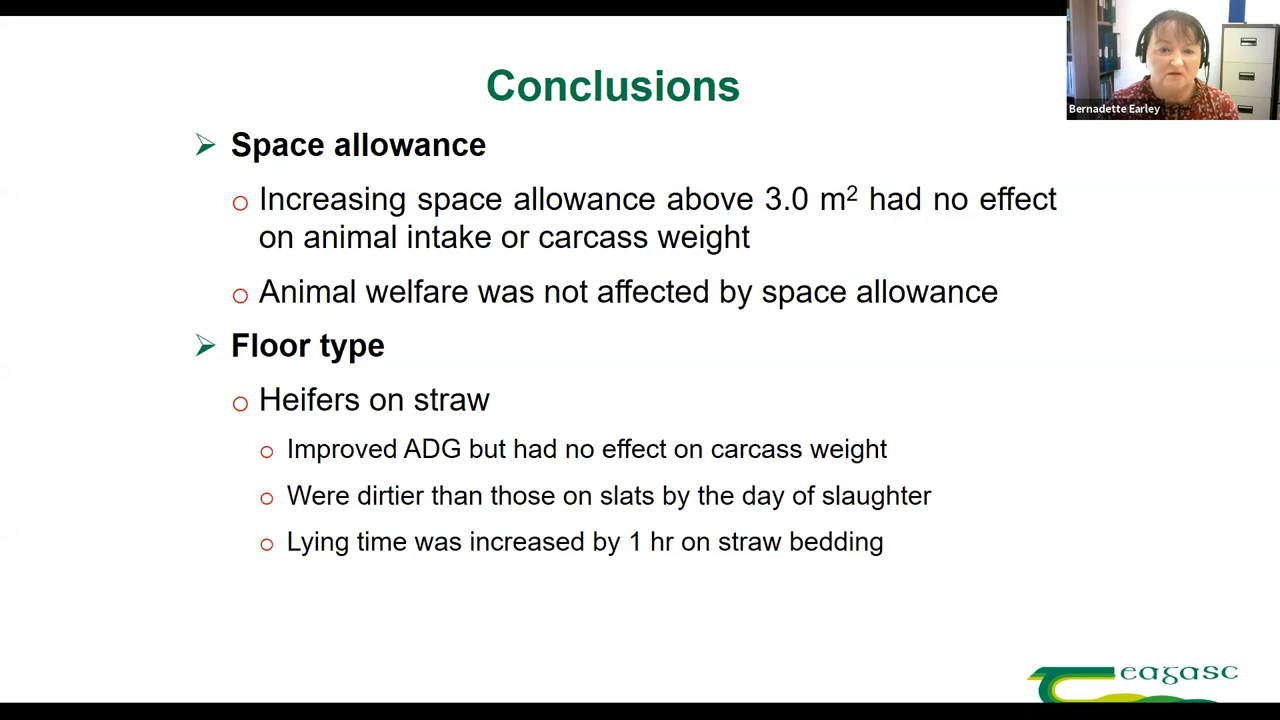 Conclusions
Bernadette Earley
Space allowance
Increasing space allowance above 3.0 m² had no effect
on animal intake or carcass weight
Animal welfare was not affected by space allowance
Floor type
Heifers on straw
Improved ADG but had no effect on carcass weight
Were dirtier than those on slats by the day of slaughter
Lying time was increased by 1 hr on straw bedding
Teagasc